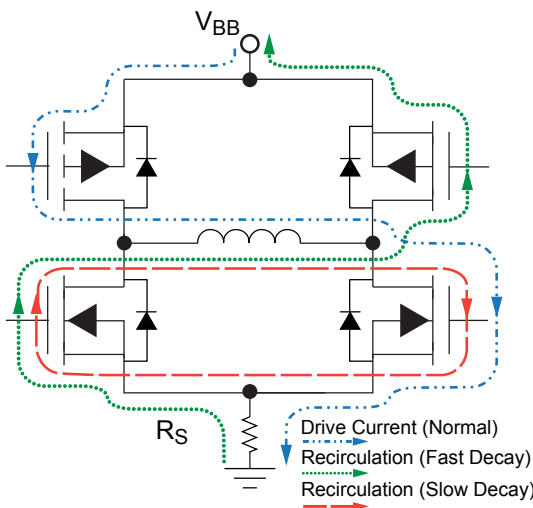 VBB
RS
Drive Current (Normal)
Recirculation (Fast Decay)
Recirculation (Slow Decay)